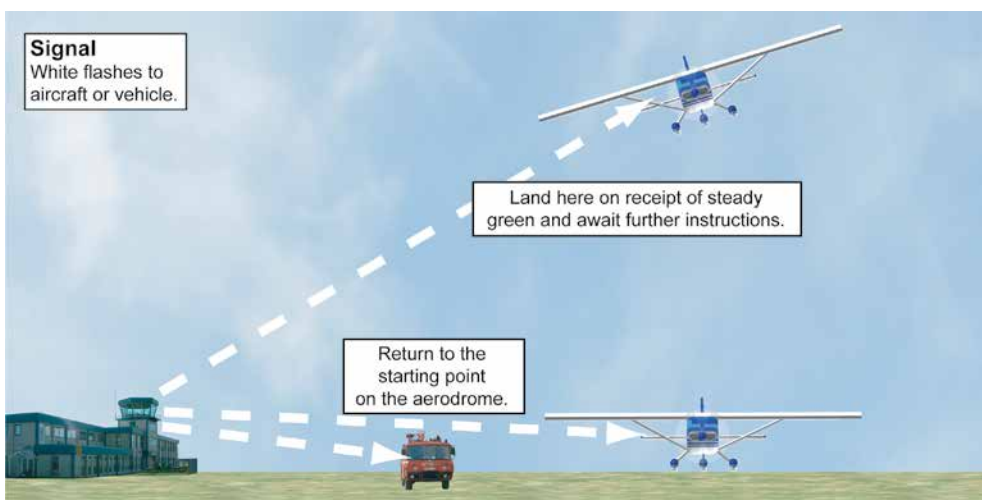 Signal
White flashes to
aircraft or vehicle.
Land here on receipt of steady
green and await further instructions.
Return to the
starting point
on the aerodrome.